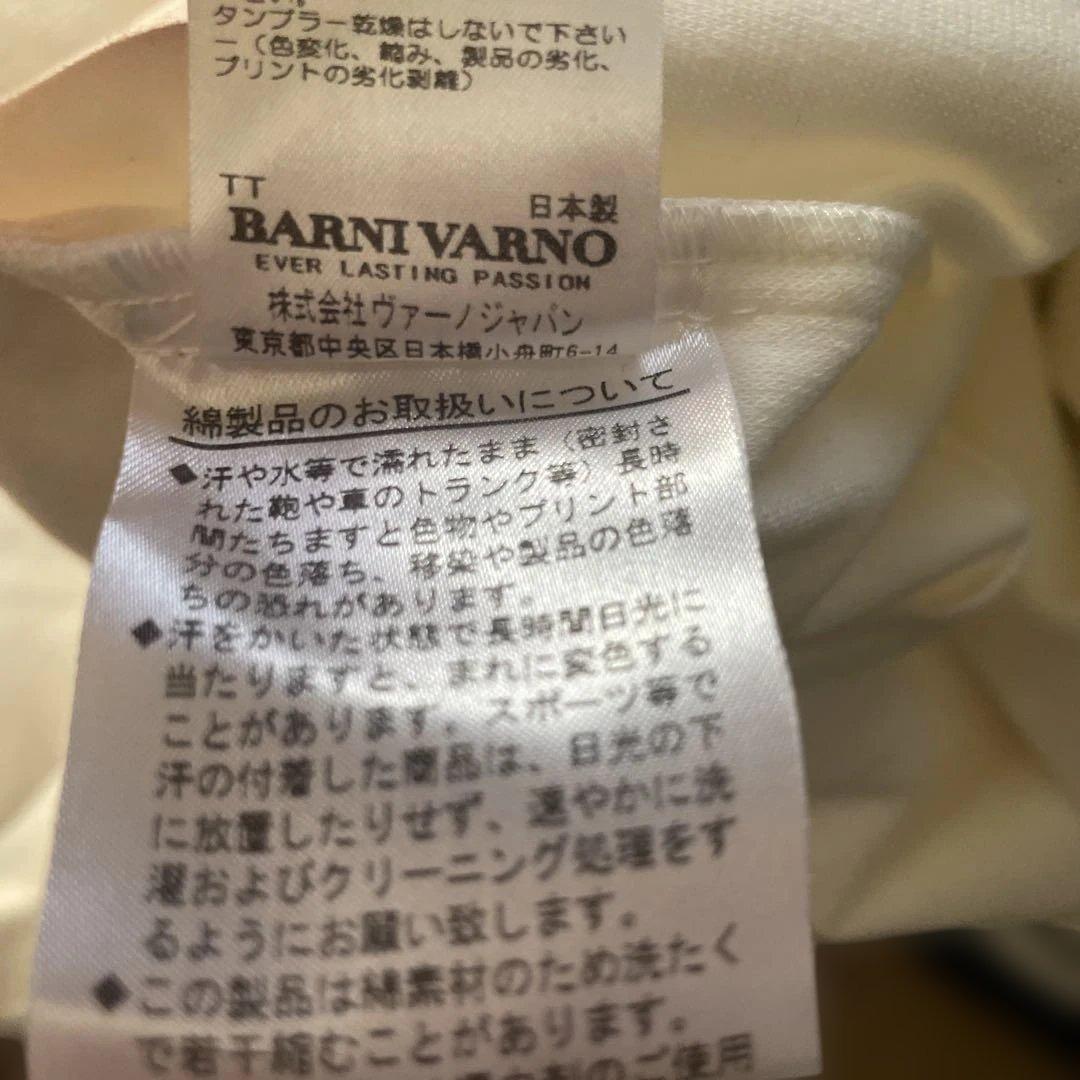 さい。
タンブラー乾燥はしないで下さい
ー（色変化、縮み、製品の劣化、
プリントの劣化剥離）
TT
日本製
BARNI VARNO
EVER LASTING PASSION
株式会社ヴァーノジャパン
東京都中央区日本橋小舟町6-14
綿製品のお取扱いについて
◆汗や水等で濡れたまま（密封さ
れた鞄や車のトランク等）長時
間たちますと色物やプリント部
分の色落ち、移染や製品の色落
ちの恐れがあります。
◆汗をかいた状態で長時間日光に
当たりますと、まれに変色する
ことがあります。スポーツ等で
汗の付着した商品は、日光の下
に放置したりせず、速やかに洗
濯およびクリーニング処理をす
るようにお願い致します。
◆この製品は綿素材のため洗たく
で若干縮むことがあります。
のご使用